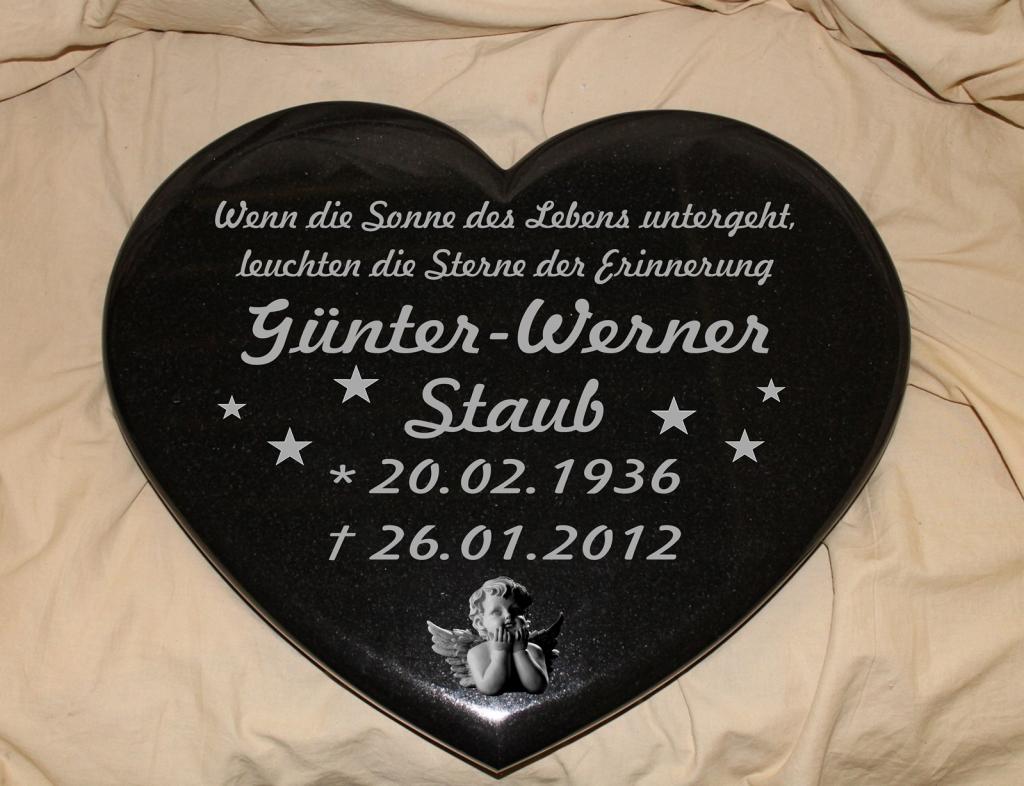 Wenn die Sonne des Lebens untergeht,
leuchten die Sterne der Erinnerung
Günter-Werner
Staub
* 20.02.1936
† 26.01.2012